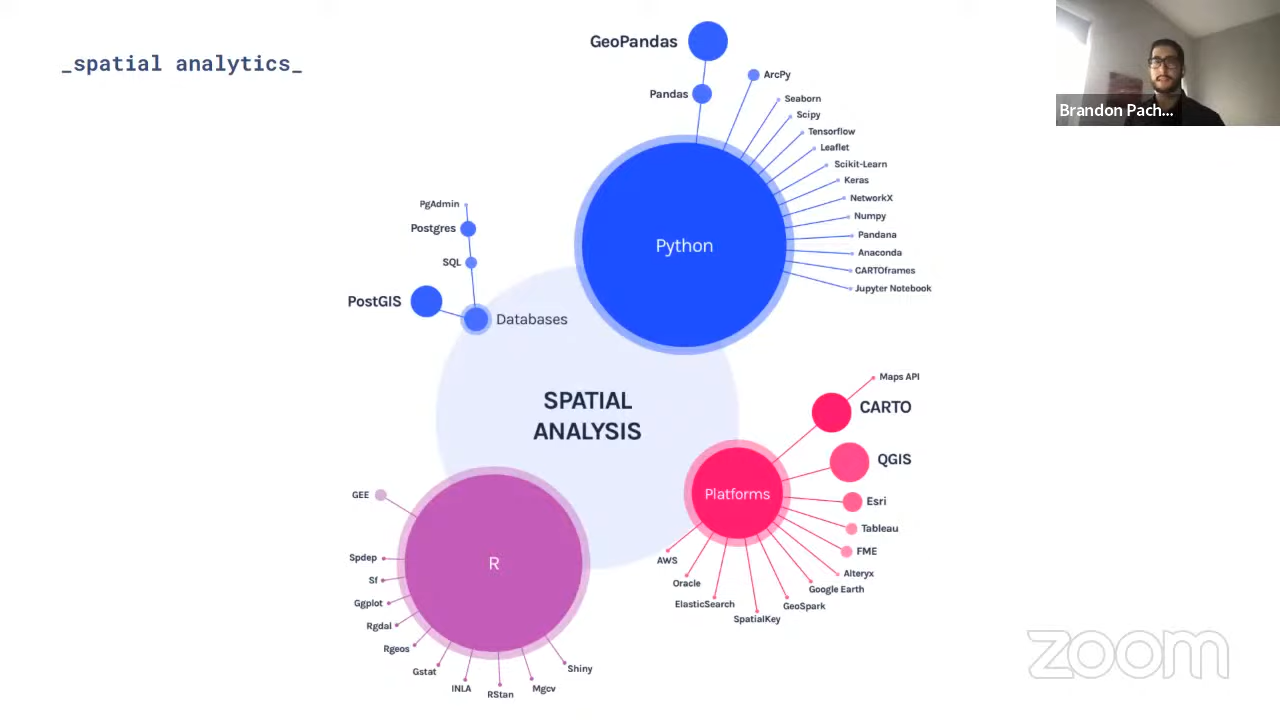 _spatial analytics_
GeoPandas
Pandas
ArcPy
Seaborn
Scipy
Tensorflow
Leaflet
Scikit-Learn
Keras
NetworkX
Numpy
Pandana
Anaconda
CARTOframes
Jupyter Notebook
Python
PgAdmin
Postgres
SQL
PostGIS
Databases
SPATIAL
ANALYSIS
Maps API
CARTO
QGIS
Esri
Tableau
FME
Alteryx
Google Earth
GeoSpark
SpatialKey
ElasticSearch
Oracle
AWS
Platforms
GEE
Spdep
Sf
Ggplot
Rgdal
Rgeos
Gstat
INLA
RStan
Mgcv
Shiny
R
Brandon Pach...
zoom